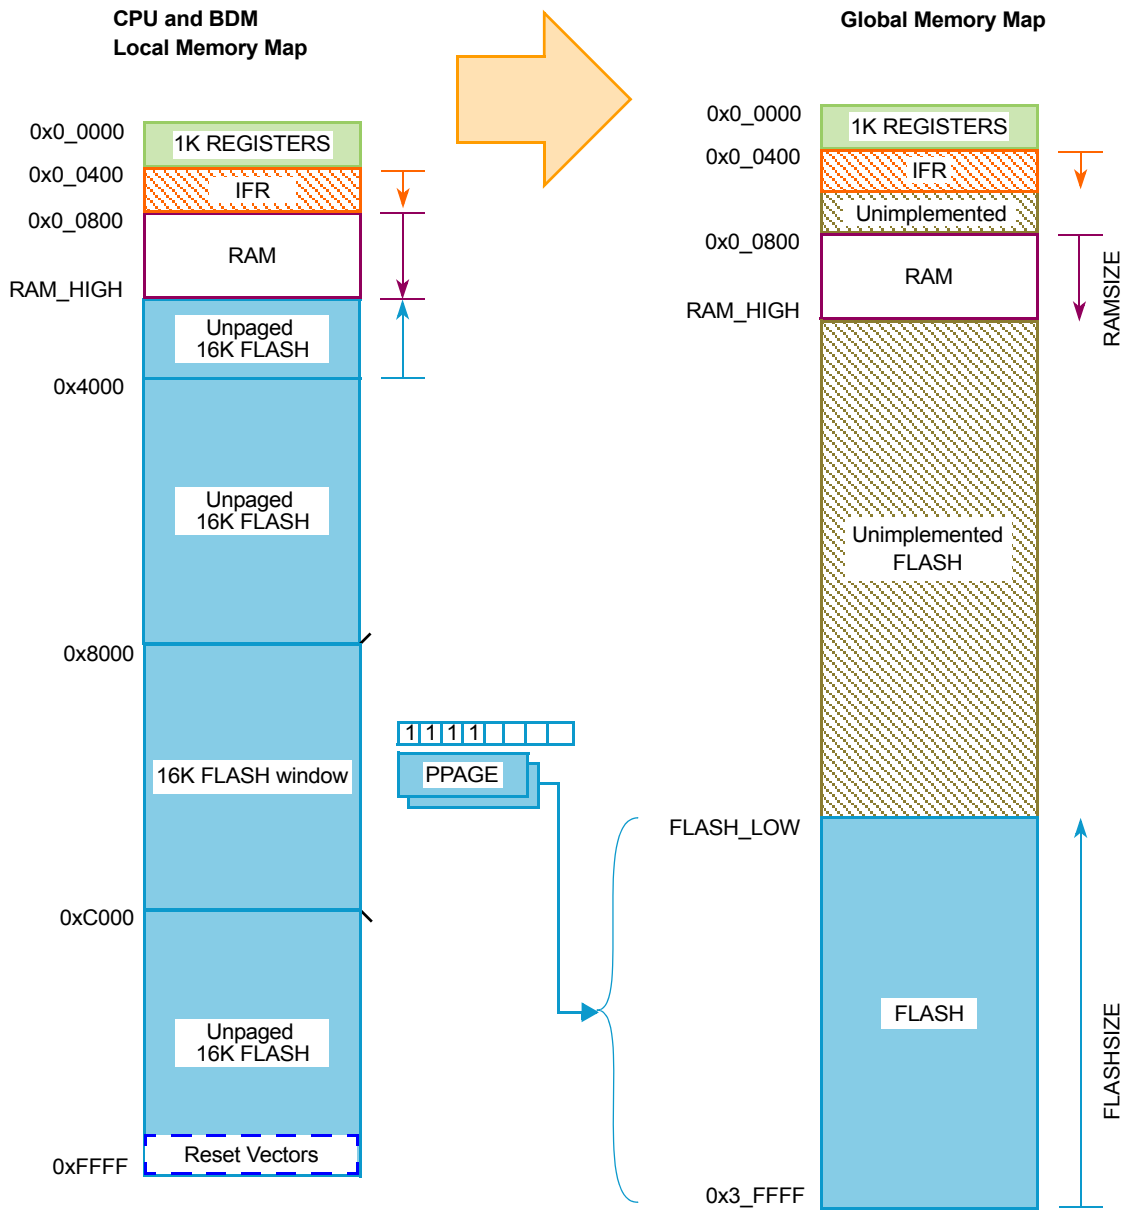 CPU and BDM
Local Memory Map
0x0_0000
1K REGISTERS
0x0_0400
IFR
0x0_0800
RAM
RAM_HIGH
Unpaged
16K FLASH
0x4000
Unpaged
16K FLASH
0x8000
16K FLASH window
0xC000
Unpaged
16K FLASH
Reset Vectors
0xFFFF
1 1 1 1
PPAGE
Global Memory Map
0x0_0000
1K REGISTERS
0x0_0400
IFR
Unimplemented
0x0_0800
RAM
RAM_HIGH
RAMSIZE
Unimplemented
FLASH
FLASH_LOW
FLASH
FLASHSIZE
0x3_FFFF